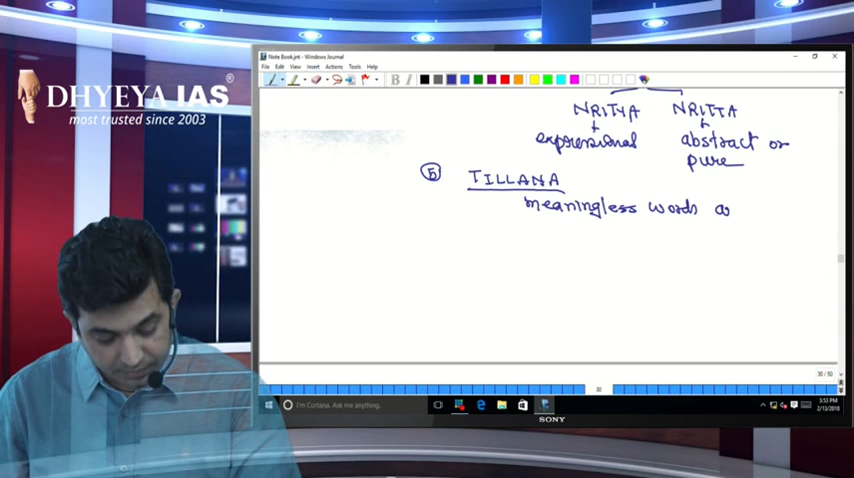 DHYEYA IAS®
most trusted since 2003
Note Book.jnt - Windows Journal
File Edit View Insert Actions Tools Help
B I
NRITYA NRITTA
expressional abstract or
pure
5 TILLANA
meaningless words
30 / 50
30
I'm Cortana. Ask me anything.
3:53 PM
2/13/2018
SONY